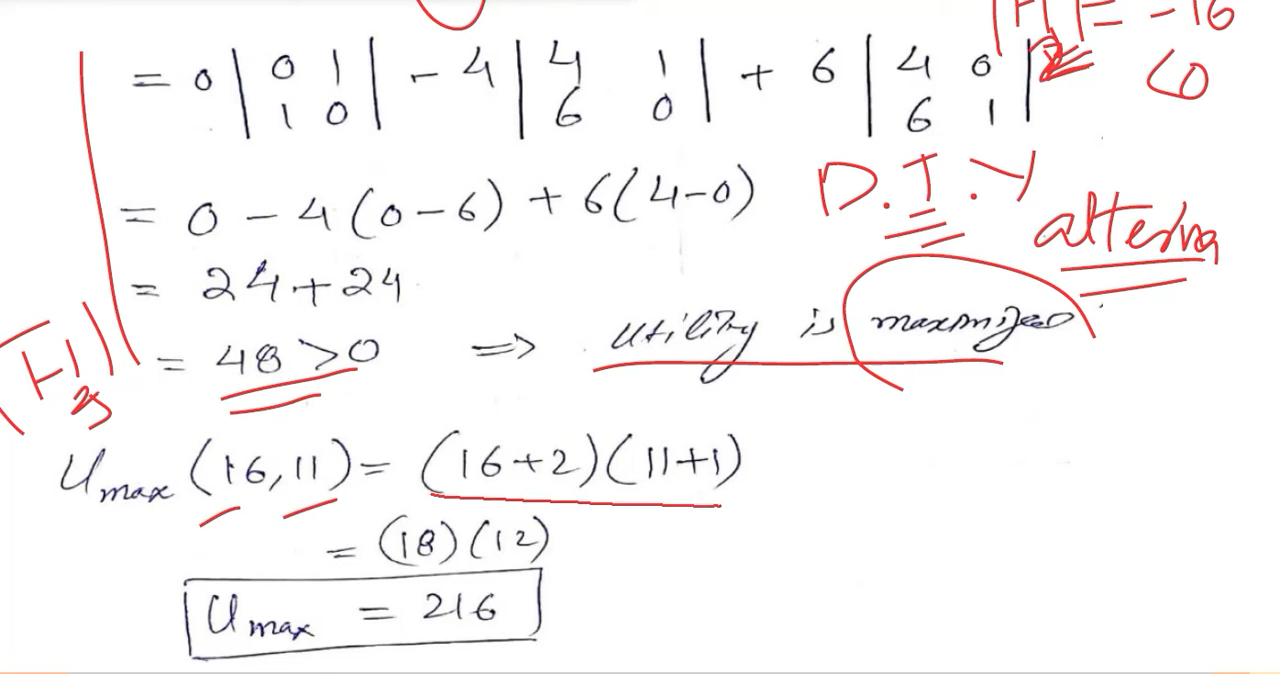 |H| = -16
<0
= 0 | 0 1 | - 4 | 4 1 | + 6 | 4 0 |
| 1 0 | | 6 0 | | 6 1 |
= 0 - 4 (0-6) + 6(4-0)
D.I.Y
alterna
= 24 + 24
= 48 > 0 => utility is maximized
Umax (16,11) = (16+2)(11+1)
= (18)(12)
Umax = 216